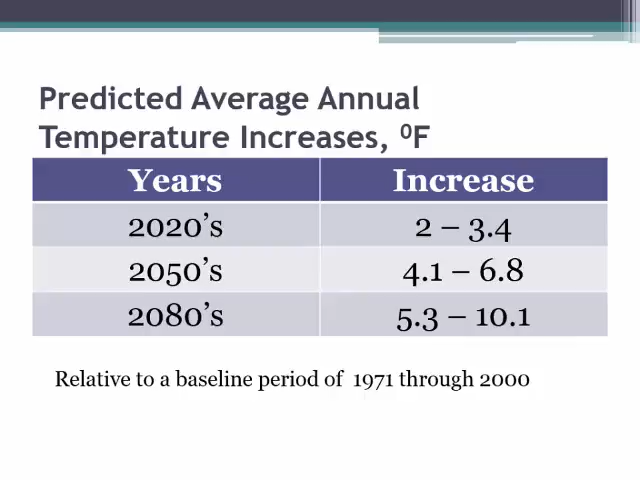 Predicted Average Annual
Temperature Increases, ⁰F
Years Increase
2020’s 2 – 3.4
2050’s 4.1 – 6.8
2080’s 5.3 – 10.1
Relative to a baseline period of 1971 through 2000